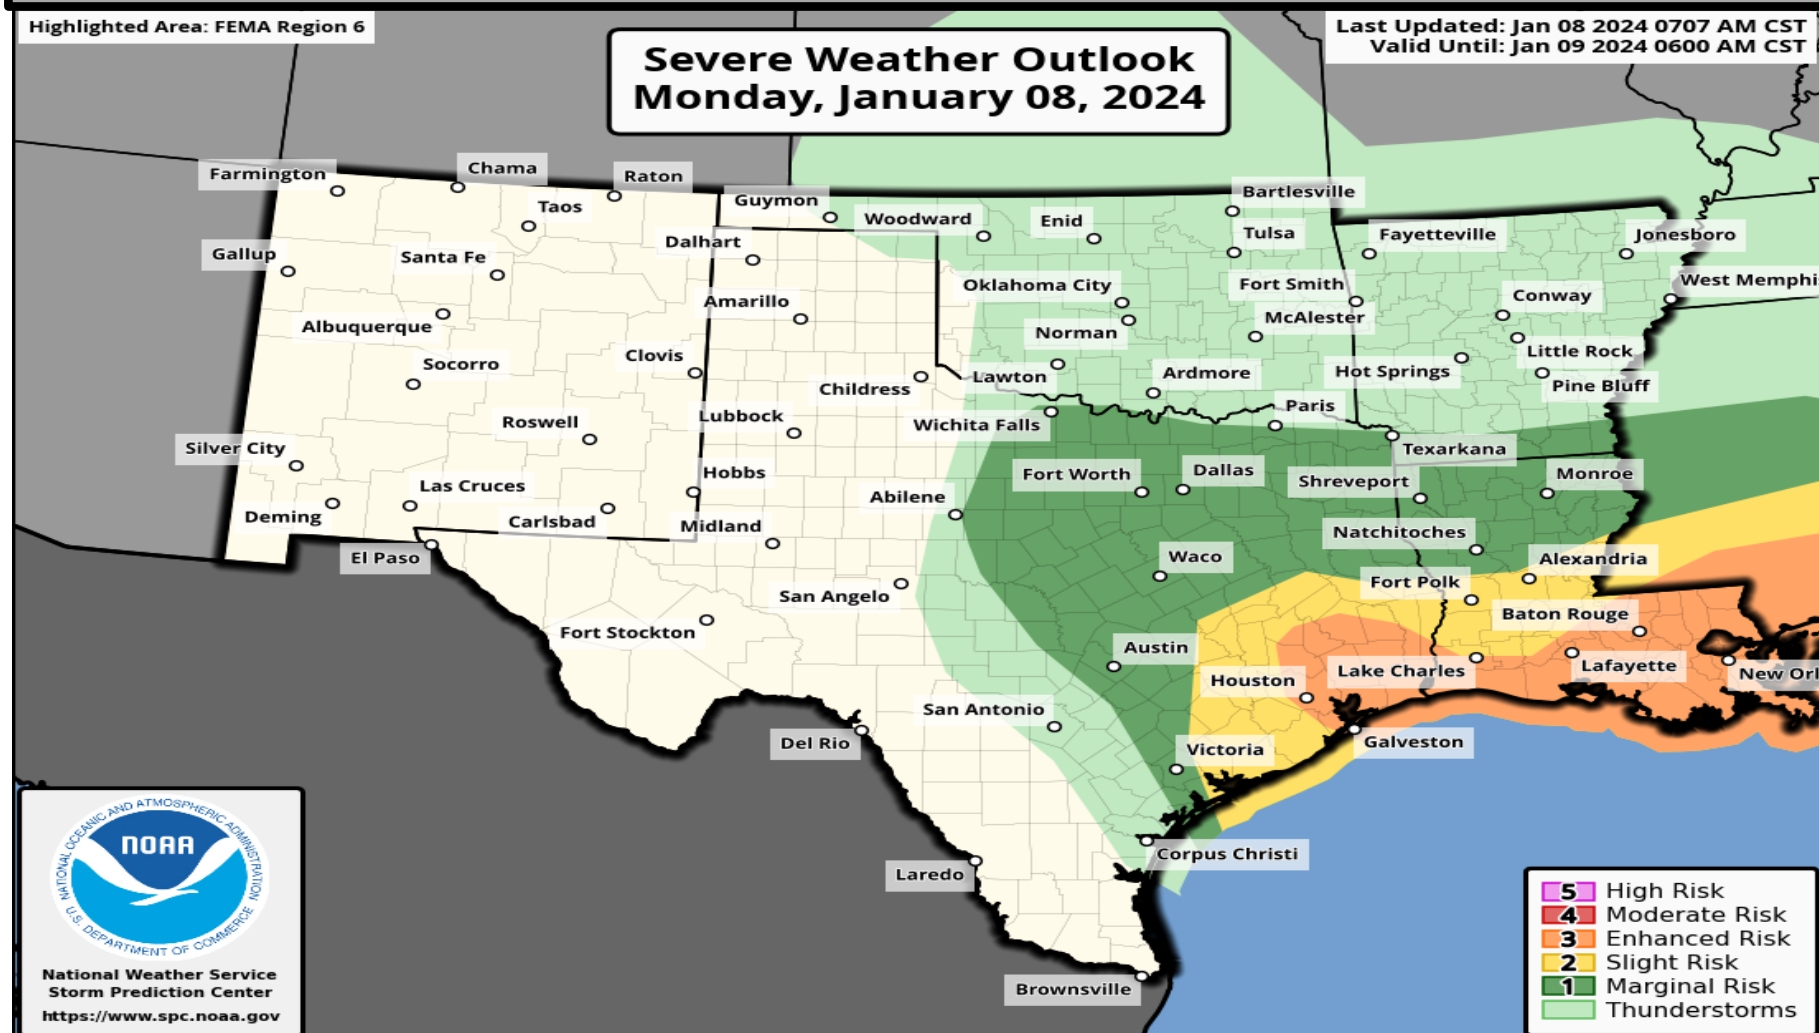 Highlighted Area: FEMA Region 6
Severe Weather Outlook
Monday, January 08, 2024
Last Updated: Jan 08 2024 0707 AM CST
Valid Until: Jan 09 2024 0600 AM CST
Farmington
Chama
Raton
Taos
Guymon
Woodward
Enid
Bartlesville
Tulsa
Fayetteville
Jonesboro
Gallup
Santa Fe
Dalhart
Oklahoma City
Fort Smith
Conway
West Memphi
Albuquerque
Amarillo
Norman
McAlester
Little Rock
Socorro
Clovis
Childress
Lawton
Ardmore
Hot Springs
Pine Bluff
Roswell
Lubbock
Wichita Falls
Paris
Texarkana
Silver City
Las Cruces
Hobbs
Abilene
Fort Worth
Dallas
Shreveport
Monroe
Deming
Carlsbad
Midland
Natchitoches
El Paso
San Angelo
Waco
Fort Polk
Alexandria
Fort Stockton
Austin
Baton Rouge
Houston
Lake Charles
Lafayette
New Orl
San Antonio
Del Rio
Victoria
Galveston
Laredo
Corpus Christi
Brownsville
NATIONAL OCEANIC AND ATMOSPHERIC ADMINISTRATION
NOAA
U.S. DEPARTMENT OF COMMERCE
National Weather Service
Storm Prediction Center
https://www.spc.noaa.gov
5 High Risk
4 Moderate Risk
3 Enhanced Risk
2 Slight Risk
1 Marginal Risk
Thunderstorms